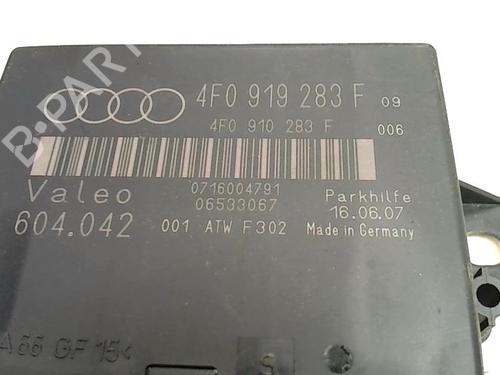 4F0 919 283 F 09
4F0 910 283 F 006
Valeo 0716004791 Parkhilfe
06533067 16.06.07
604.042 001 ATW F302 Made in Germany
A66 GF 15<
S
B-PART